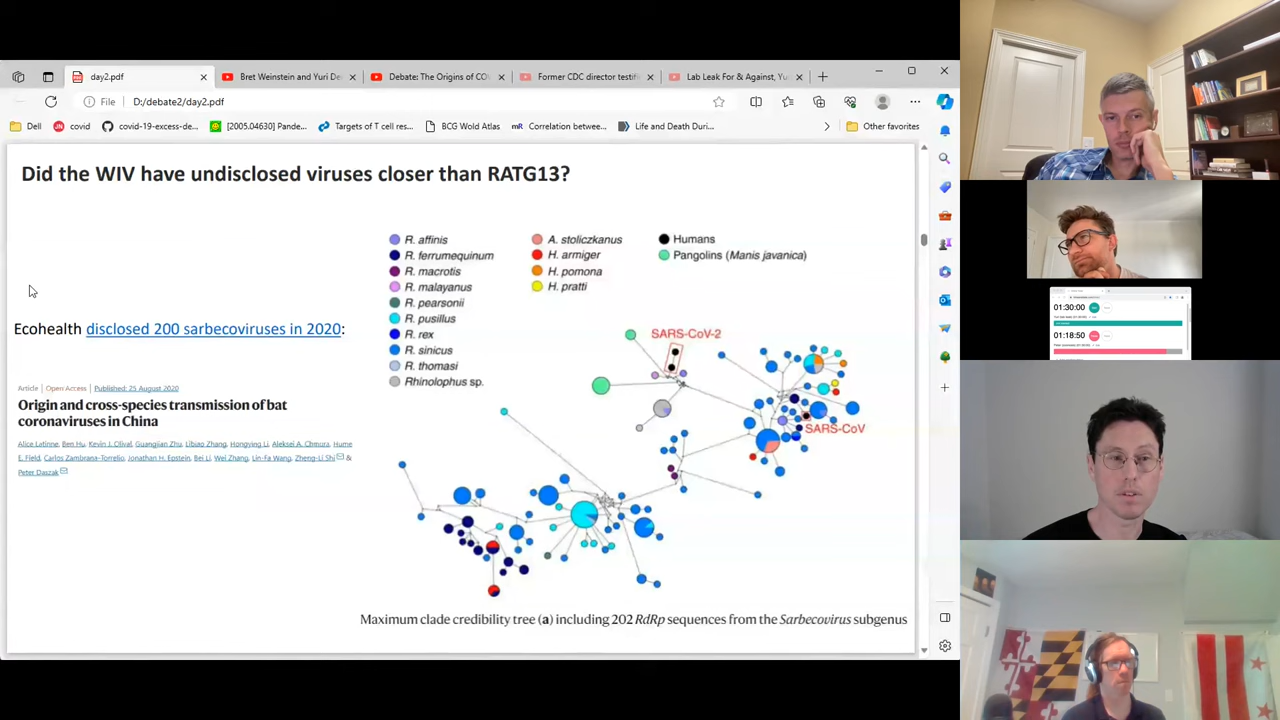 day2.pdf
Bret Weinstein and Yuri De
Debate: The Origins of CO
Former CDC director testif
Lab Leak For & Against, Yu
File
D:/debate2/day2.pdf
Dell
covid
covid-19-excess-de...
[2005.04630] Pande...
Targets of T cell res...
BCG Wold Atlas
Correlation betwee...
Life and Death Duri...
Other favorites
Did the WIV have undisclosed viruses closer than RATG13?
R. affinis
R. ferrumequinum
R. macrotis
R. malayanus
R. pearsonii
R. pusillus
R. rex
R. sinicus
R. thomasi
Rhinolophus sp.
A. stoliczkanus
H. armiger
H. pomona
H. pratti
Humans
Pangolins (Manis javanica)
SARS-CoV-2
SARS-CoV
Ecohealth disclosed 200 sarbecoviruses in 2020:
Article | Open Access | Published: 25 August 2020
Origin and cross-species transmission of bat
coronaviruses in China
Alice Latinne, Ben Hu, Kevin J. Olival, Guangjian Zhu, Libiao Zhang, Hongying Li, Aleksei A. Chmura, Hume
E. Field, Carlos Zambrana-Torrelio, Jonathan H. Epstein, Bei Li, Wei Zhang, Lin-Fa Wang, Zheng-Li Shi &
Peter Daszak
Maximum clade credibility tree (a) including 202 RdRp sequences from the Sarbecovirus subgenus
01:30:00
01:18:50